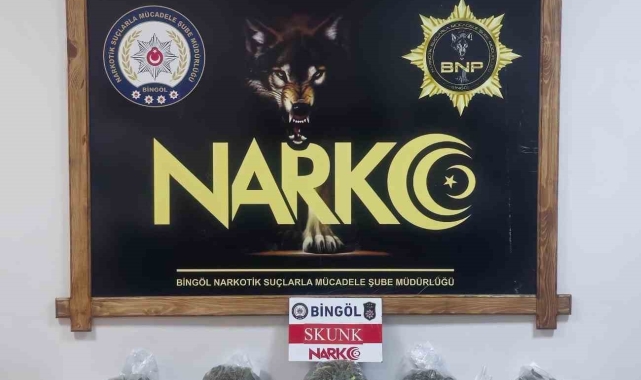 NARKOTİK SUÇLARLA MÜCADELE ŞUBE MÜDÜRLÜĞÜ
BİNGÖL
BNP
NARKO
BİNGÖL NARKOTİK SUÇLARLA MÜCADELE ŞUBE MÜDÜRLÜĞÜ
BİNGÖL
SKUNK
NARKO